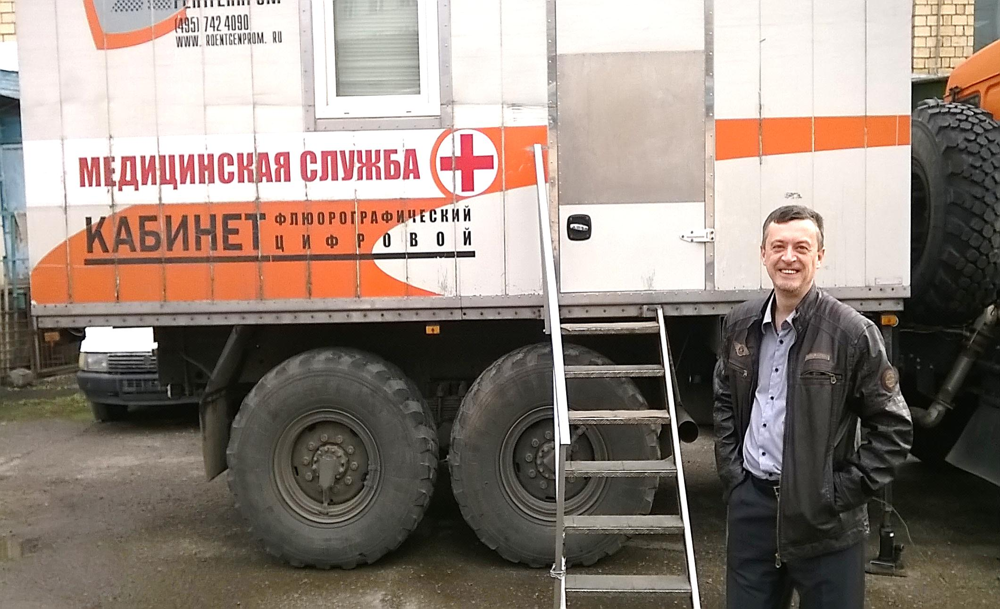 (495) 742 4090
WWW. ROENTGENPROM. RU
МЕДИЦИНСКАЯ СЛУЖБА
КАБИНЕТ ФЛЮОРОГРАФИЧЕСКИЙ
ЦИФРОВОЙ